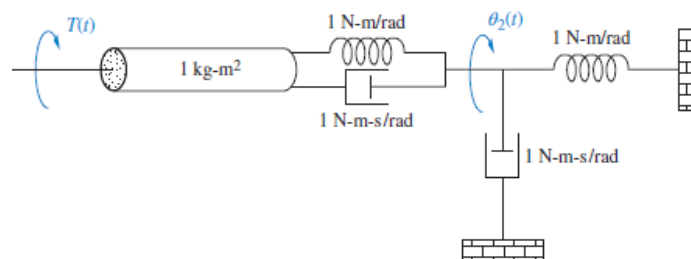 T(t)
1 N-m/rad
θ₂(t)
1 N-m/rad
1 kg-m²
1 N-m-s/rad
1 N-m-s/rad